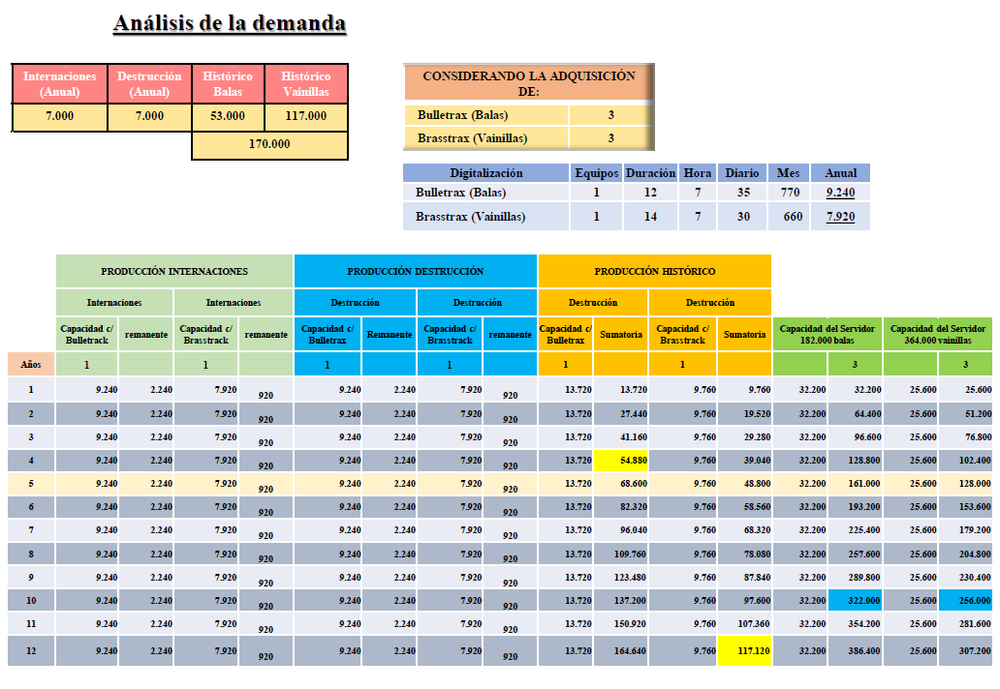 Análisis de la demanda
Internaciones (Anual) Destrucción (Anual) Histórico Balas Histórico Vainillas
7.000 7.000 53.000 117.000
170.000
CONSIDERANDO LA ADQUISICIÓN
DE:
Bulletrax (Balas) 3
Brasstrax (Vainillas) 3
Digitalización Equipos Duración Hora Diario Mes Anual
Bulletrax (Balas) 1 12 7 35 770 9.240
Brasstrax (Vainillas) 1 14 7 30 660 7.920
PRODUCCIÓN INTERNACIONES PRODUCCIÓN DESTRUCCIÓN PRODUCCIÓN HISTÓRICO
Internaciones Internaciones Destrucción Destrucción Destrucción Destrucción
Capacidad c/ Bulletrack remanente Capacidad c/ Brasstrack remanente Capacidad c/ Bulletrax Remanente Capacidad c/ Brasstrack remanente Capacidad c/ Bulletrax Sumatoria Capacidad c/ Brasstrack Sumatoria Capacidad del Servidor 182.000 balas Capacidad del Servidor 364.000 vainillas
Años 1 1 1 1 1 1 3 3
1 9.240 2.240 7.920 920 9.240 2.240 7.920 920 13.720 13.720 9.760 9.760 32.200 32.200 25.600 25.600
2 9.240 2.240 7.920 920 9.240 2.240 7.920 920 13.720 27.440 9.760 19.520 32.200 64.400 25.600 51.200
3 9.240 2.240 7.920 920 9.240 2.240 7.920 920 13.720 41.160 9.760 29.280 32.200 96.600 25.600 76.800
4 9.240 2.240 7.920 920 9.240 2.240 7.920 920 13.720 54.880 9.760 39.040 32.200 128.800 25.600 102.400
5 9.240 2.240 7.920 920 9.240 2.240 7.920 920 13.720 68.600 9.760 48.800 32.200 161.000 25.600 128.000
6 9.240 2.240 7.920 920 9.240 2.240 7.920 920 13.720 82.320 9.760 58.560 32.200 193.200 25.600 153.600
7 9.240 2.240 7.920 920 9.240 2.240 7.920 920 13.720 96.040 9.760 68.320 32.200 225.400 25.600 179.200
8 9.240 2.240 7.920 920 9.240 2.240 7.920 920 13.720 109.760 9.760 78.080 32.200 257.600 25.600 204.800
9 9.240 2.240 7.920 920 9.240 2.240 7.920 920 13.720 123.480 9.760 87.840 32.200 289.800 25.600 230.400
10 9.240 2.240 7.920 920 9.240 2.240 7.920 920 13.720 137.200 9.760 97.600 32.200 322.000 25.600 256.000
11 9.240 2.240 7.920 920 9.240 2.240 7.920 920 13.720 150.920 9.760 107.360 32.200 354.200 25.600 281.600
12 9.240 2.240 7.920 920 9.240 2.240 7.920 920 13.720 164.640 9.760 117.120 32.200 386.400 25.600 307.200